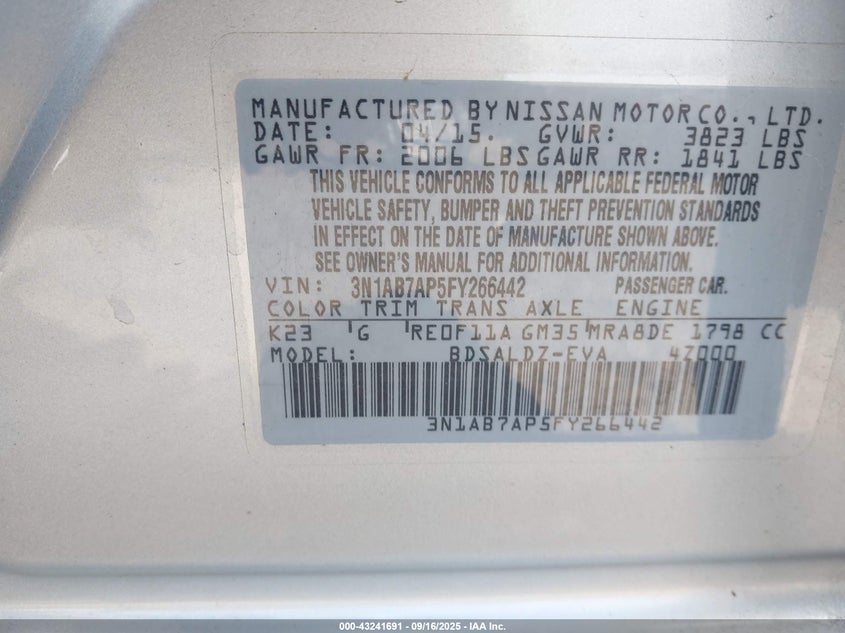 MANUFACTURED BY NISSAN MOTOR CO., LTD.
DATE: 04/15. GVWR: 3823 LBS
GAWR FR: 2006 LBS GAWR RR: 1841 LBS
THIS VEHICLE CONFORMS TO ALL APPLICABLE FEDERAL MOTOR
VEHICLE SAFETY, BUMPER AND THEFT PREVENTION STANDARDS
IN EFFECT ON THE DATE OF MANUFACTURE SHOWN ABOVE.
SEE OWNER'S MANUAL FOR ADDITIONAL INFORMATION.
VIN: 3N1AB7AP5FY266442 PASSENGER CAR.
COLOR TRIM TRANS AXLE ENGINE
K23 G RE0F11A GM35 MRA8DE 1798 CC
MODEL: BDSALDZ-EVA 4Z000
3N1AB7AP5FY266442
000-43241691 - 09/16/2025 - IAA Inc.